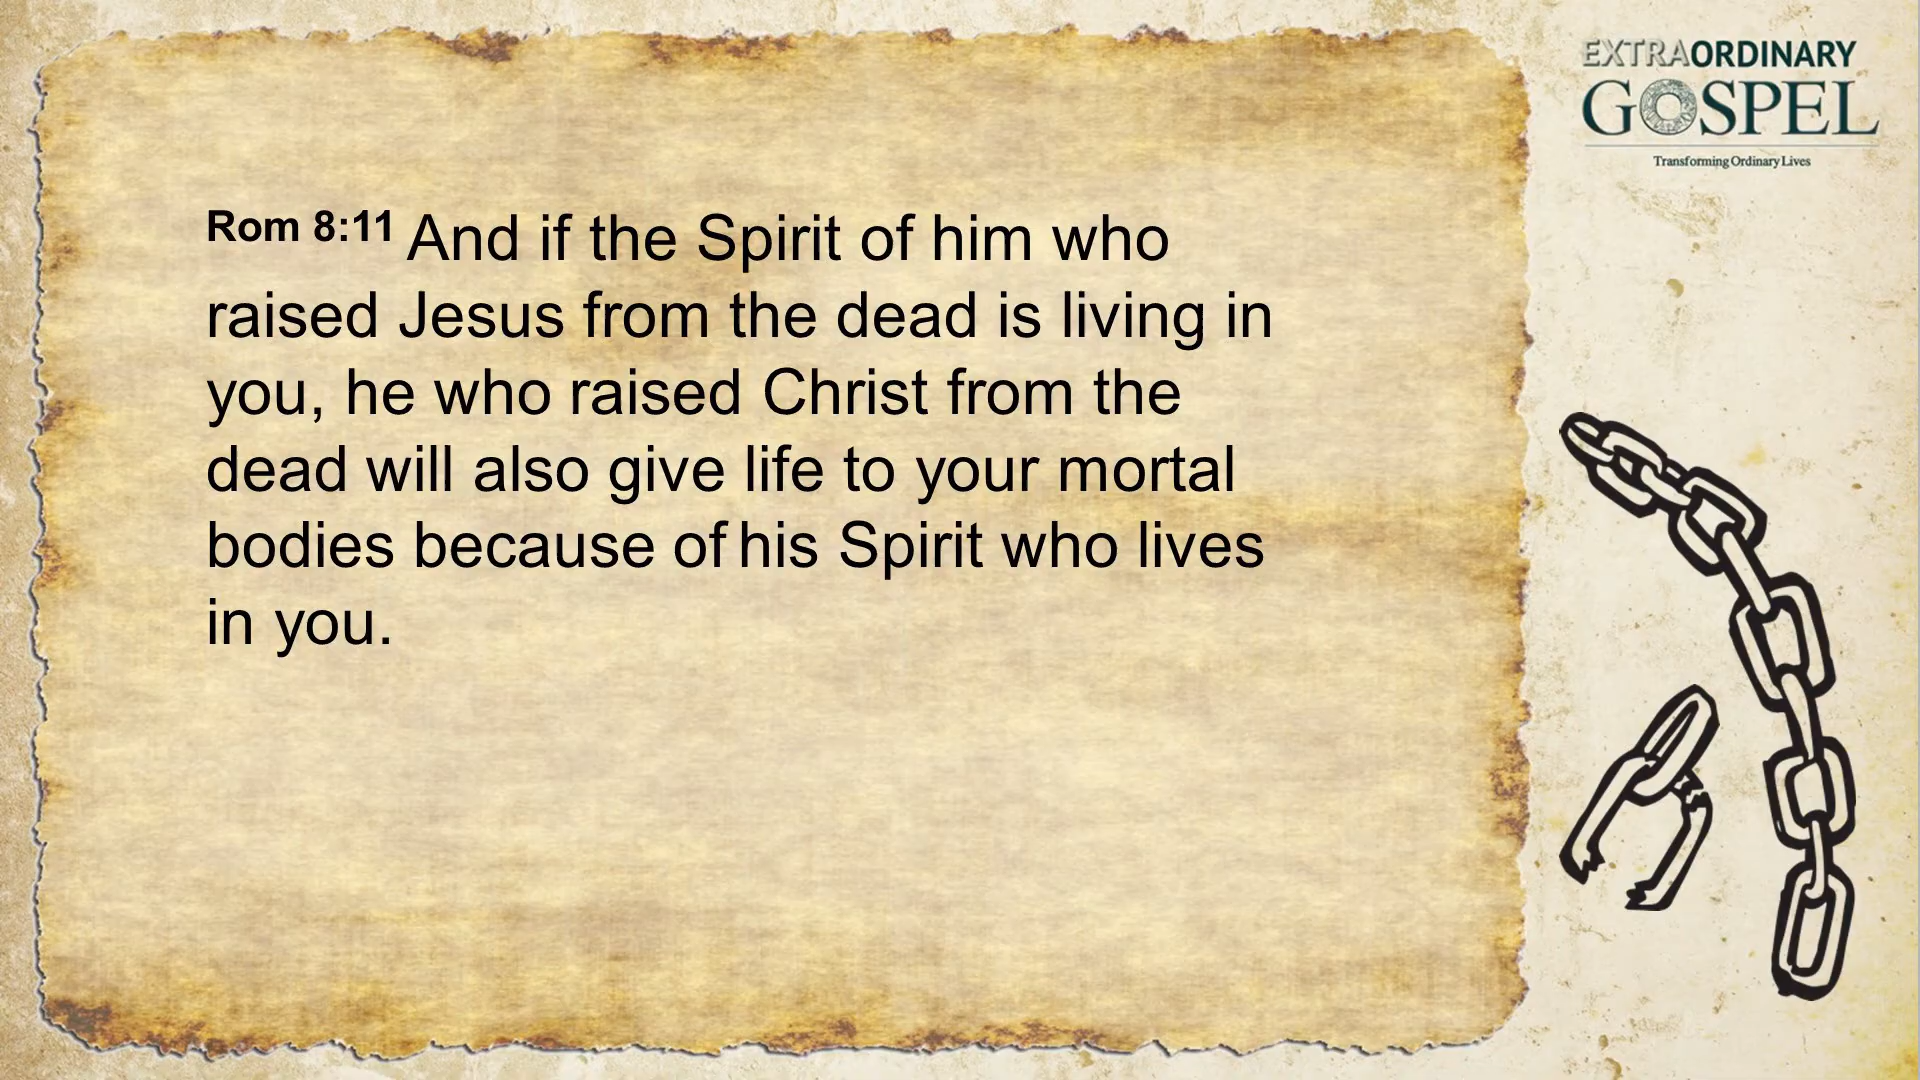 EXTRAORDINARY
GOSPEL
Transforming Ordinary Lives
Rom 8:11 And if the Spirit of him who
raised Jesus from the dead is living in
you, he who raised Christ from the
dead will also give life to your mortal
bodies because of his Spirit who lives
in you.